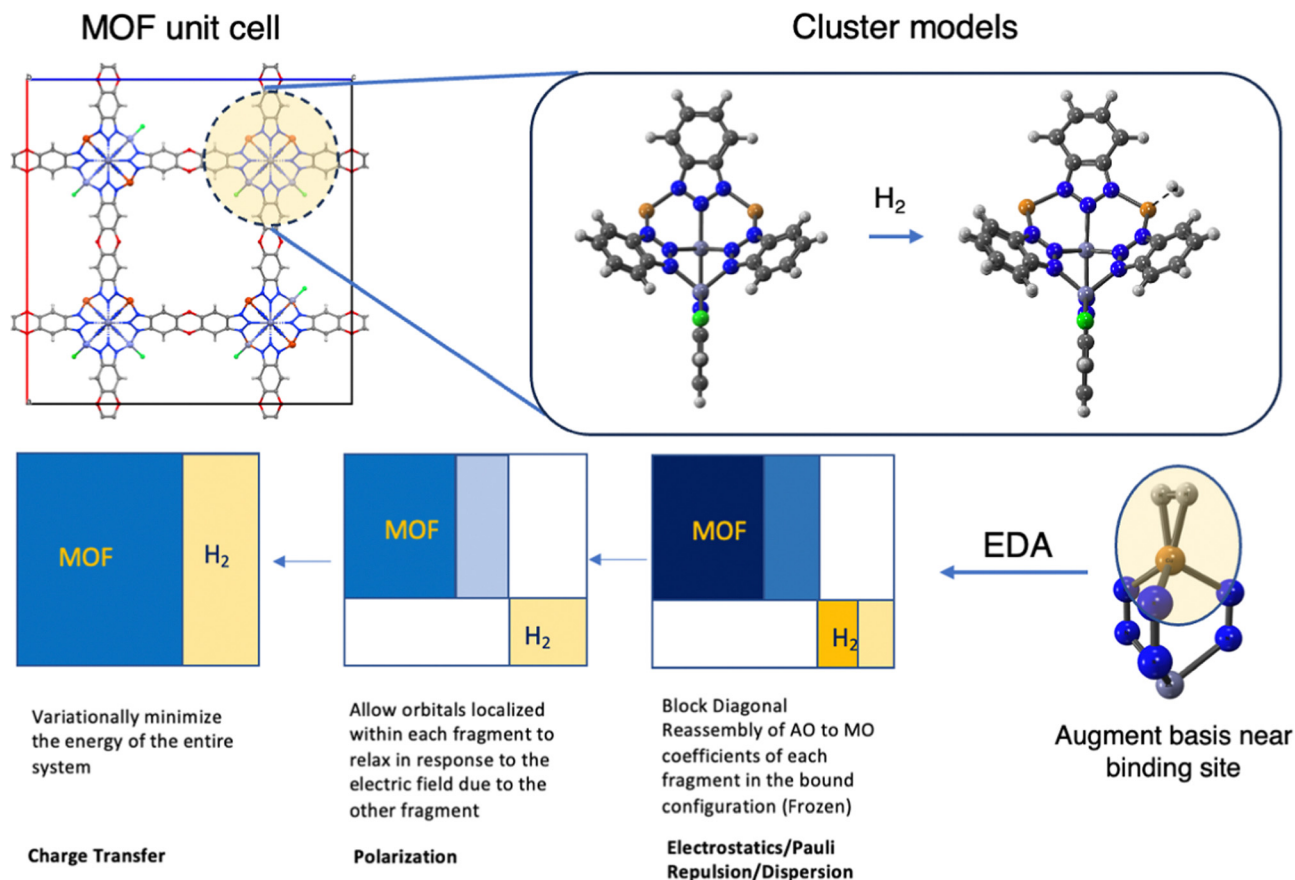 MOF unit cell
Cluster models
H₂
MOF
H₂
MOF
H₂
MOF
H₂
EDA
Variationally minimize
the energy of the entire
system
Charge Transfer
Allow orbitals localized
within each fragment to
relax in response to the
electric field due to the
other fragment
Polarization
Block Diagonal
Reassembly of AO to MO
coefficients of each
fragment in the bound
configuration (Frozen)
Electrostatics/Pauli
Repulsion/Dispersion
Augment basis near
binding site